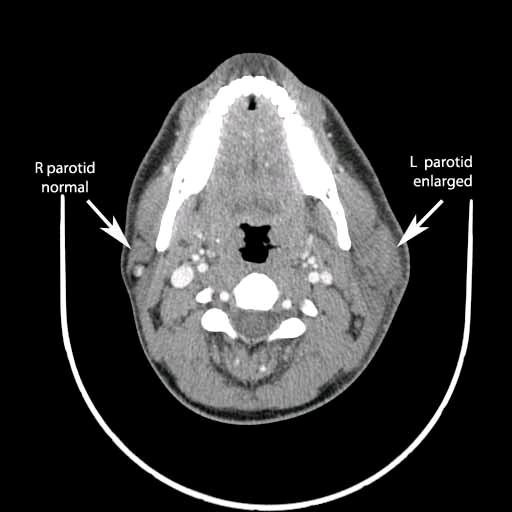 R parotid
normal
L parotid
enlarged